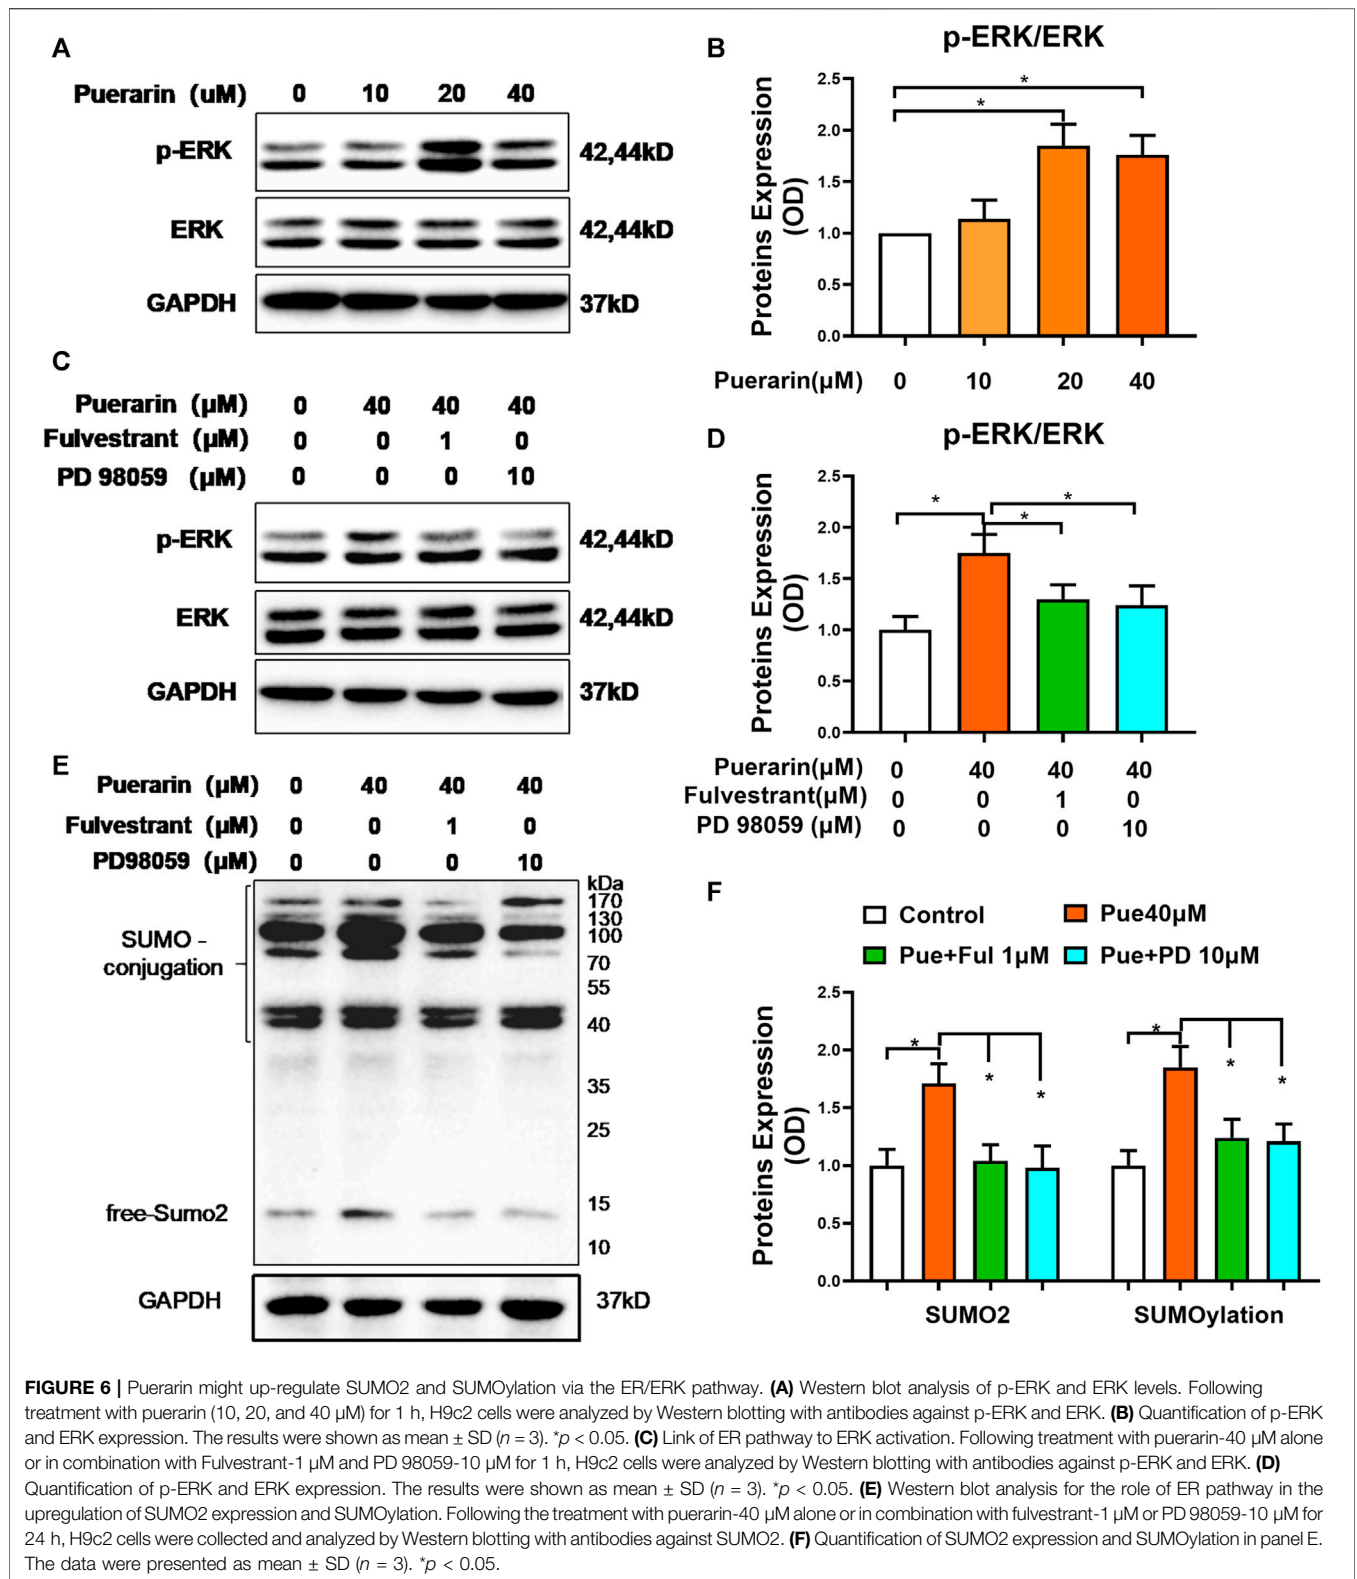 A
Puerarin (uM) 0 10 20 40
p-ERK 42,44kD
ERK 42,44kD
GAPDH 37kD
B
p-ERK/ERK
Proteins Expression
(OD)
2.5
2.0
1.5
1.0
0.5
0.0
* 
*
Puerarin(μM) 0 10 20 40
C
Puerarin (μM) 0 40 40 40
Fulvestrant (μM) 0 0 1 0
PD 98059 (μM) 0 0 0 10
p-ERK 42,44kD
ERK 42,44kD
GAPDH 37kD
D
p-ERK/ERK
Proteins Expression
(OD)
2.5
2.0
1.5
1.0
0.5
0.0
* * *
Puerarin(μM) 0 40 40 40
Fulvestrant(μM) 0 0 1 0
PD 98059 (μM) 0 0 0 10
E
Puerarin (μM) 0 40 40 40
Fulvestrant (μM) 0 0 1 0
PD98059 (μM) 0 0 0 10
kDa
170
130
100
SUMO -
conjugation
70
55
40
35
25
free-Sumo2
15
10
GAPDH 37kD
F
Control Pue40μM
Pue+Ful 1μM Pue+PD 10μM
Proteins Expression
(OD)
2.5
2.0
1.5
1.0
0.5
0.0
* * * * * *
SUMO2 SUMOylation
FIGURE 6 | Puerarin might up-regulate SUMO2 and SUMOylation via the ER/ERK pathway. (A) Western blot analysis of p-ERK and ERK levels. Following
treatment with puerarin (10, 20, and 40 μM) for 1 h, H9c2 cells were analyzed by Western blotting with antibodies against p-ERK and ERK. (B) Quantification of p-ERK
and ERK expression. The results were shown as mean ± SD (n = 3). *p < 0.05. (C) Link of ER pathway to ERK activation. Following treatment with puerarin-40 μM alone
or in combination with Fulvestrant-1 μM and PD 98059-10 μM for 1 h, H9c2 cells were analyzed by Western blotting with antibodies against p-ERK and ERK. (D)
Quantification of p-ERK and ERK expression. The results were shown as mean ± SD (n = 3). *p < 0.05. (E) Western blot analysis for the role of ER pathway in the
upregulation of SUMO2 expression and SUMOylation. Following the treatment with puerarin-40 μM alone or in combination with fulvestrant-1 μM or PD 98059-10 μM for
24 h, H9c2 cells were collected and analyzed by Western blotting with antibodies against SUMO2. (F) Quantification of SUMO2 expression and SUMOylation in panel E.
The data were presented as mean ± SD (n = 3). *p < 0.05.